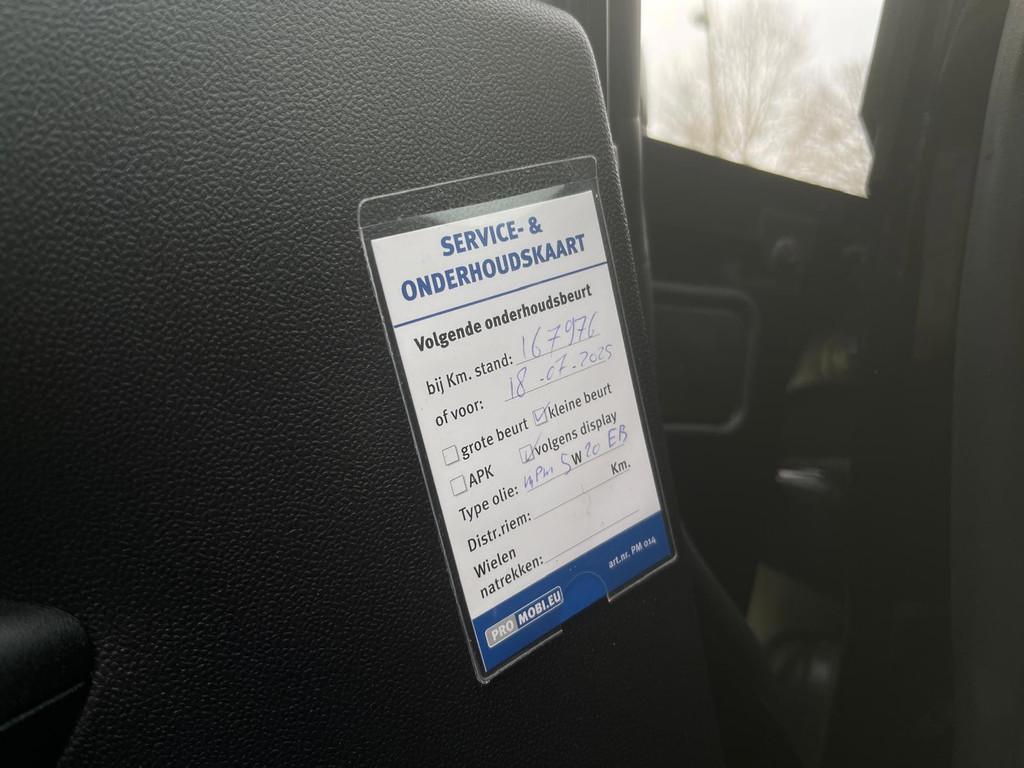 SERVICE- &
ONDERHOUDSKAART
Volgende onderhoudsbeurt
bij Km. stand: 167976
of voor: 18-07-2025
grote beurt kleine beurt
APK volgens display
Type olie: MPM 5W20 EB
Distr.riem: Km.
Wielen
natrekken:
PRO MOBI.EU art.nr. PM 014